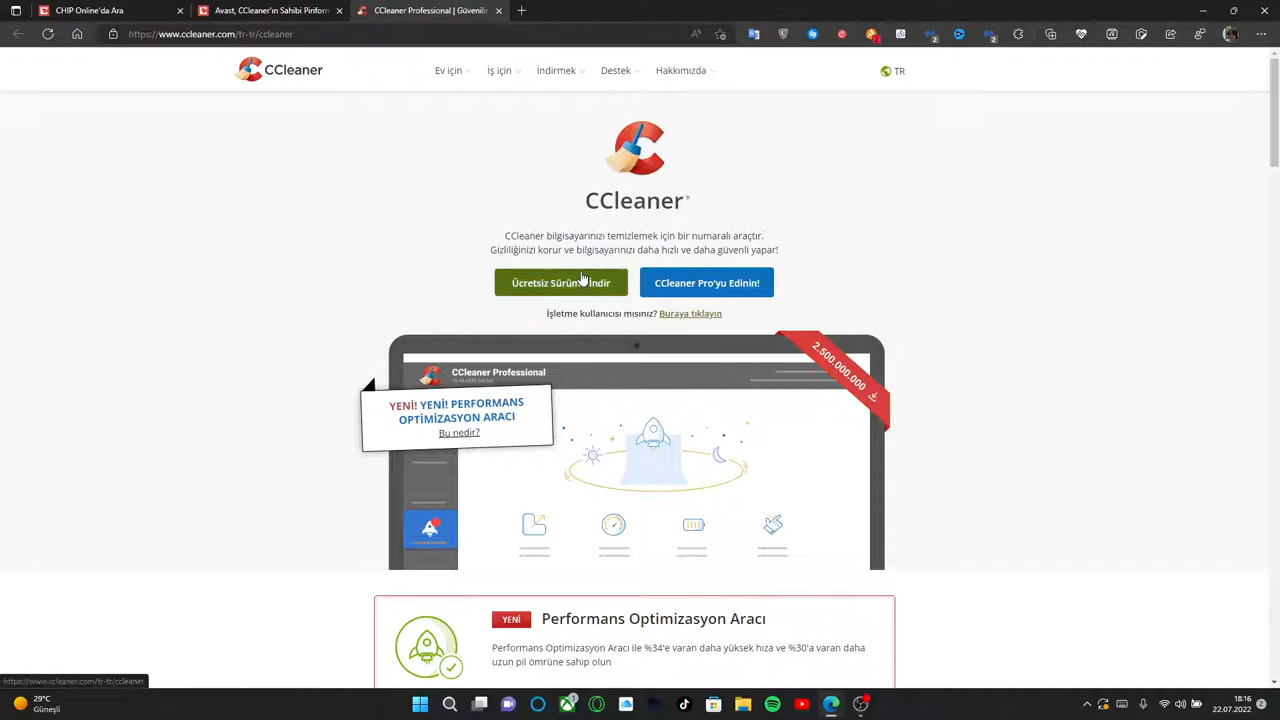 CHIP Online'da Ara
Avast, CCleaner'ın Sahibi Pirifom
CCleaner Professional | Güvenilir
https://www.ccleaner.com/tr-tr/ccleaner
CCleaner
Ev için
İş için
İndirmek
Destek
Hakkımızda
TR
CCleaner
CCleaner bilgisayarınızı temizlemek için bir numaralı araçtır.
Gizliliğinizi korur ve bilgisayarınızı daha hızlı ve daha güvenli yapar!
Ücretsiz Sürümü İndir
CCleaner Pro'yu Edinin!
İşletme kullanıcısı mısınız? Buraya tıklayın
2.500.000.000
CCleaner Professional
YENİ! YENİ! PERFORMANS
OPTİMİZASYON ARACI
Bu nedir?
YENİ
Performans Optimizasyon Aracı
Performans Optimizasyon Aracı ile %34'e varan daha yüksek hıza ve %30'a varan daha
uzun pil ömrüne sahip olun
https://www.ccleaner.com/tr-tr/ccleaner
29°C
Güneşli
18:16
22.07.2022